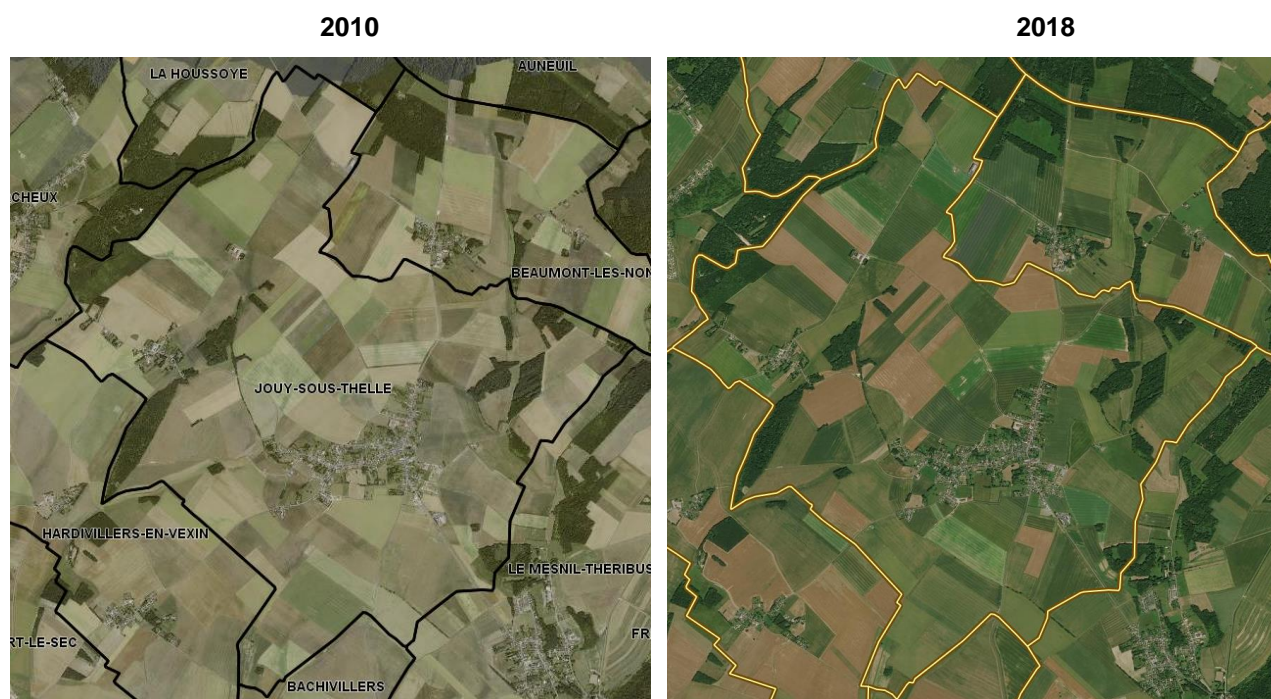 2010
2018
LA HOUSSOYE
AUNEUIL
CHEUX
BEAUMONT-LES-NON
JOUY-SOUS-THELLE
HARDIVILLERS-EN-VEXIN
LE MESNIL-THERIBUS
RT-LE-SEC
FR
BACHIVILLERS